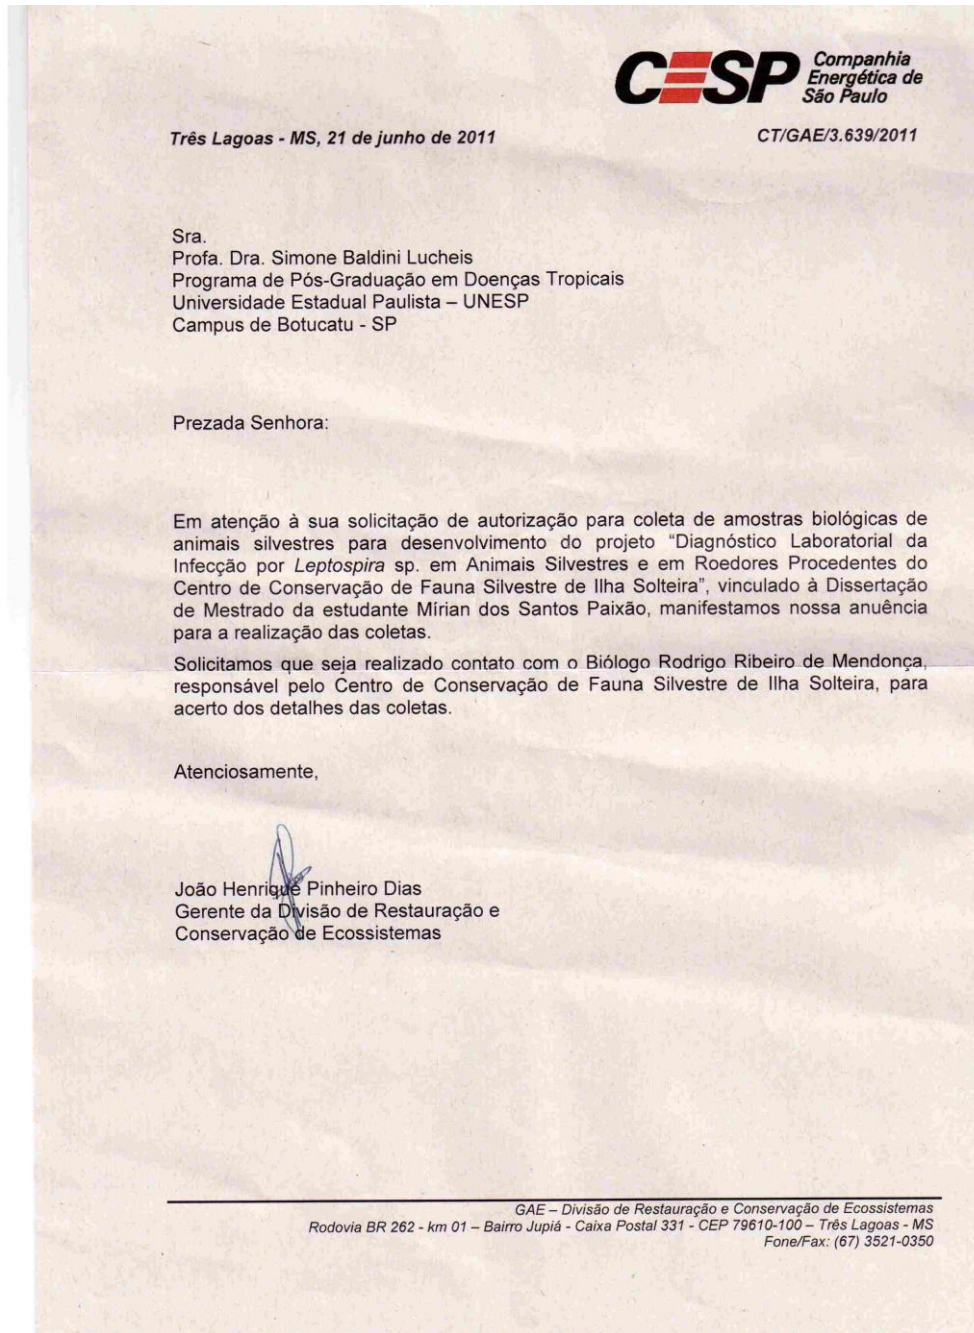 CESP Companhia
Energética de
São Paulo
Três Lagoas - MS, 21 de junho de 2011
CT/GAE/3.639/2011
Sra.
Profa. Dra. Simone Baldini Lucheis
Programa de Pós-Graduação em Doenças Tropicais
Universidade Estadual Paulista – UNESP
Campus de Botucatu - SP
Prezada Senhora:
Em atenção à sua solicitação de autorização para coleta de amostras biológicas de
animais silvestres para desenvolvimento do projeto “Diagnóstico Laboratorial da
Infecção por Leptospira sp. em Animais Silvestres e em Roedores Procedentes do
Centro de Conservação de Fauna Silvestre de Ilha Solteira”, vinculado à Dissertação
de Mestrado da estudante Mírian dos Santos Paixão, manifestamos nossa anuência
para a realização das coletas.
Solicitamos que seja realizado contato com o Biólogo Rodrigo Ribeiro de Mendonça,
responsável pelo Centro de Conservação de Fauna Silvestre de Ilha Solteira, para
acerto dos detalhes das coletas.
Atenciosamente,
João Henrique Pinheiro Dias
Gerente da Divisão de Restauração e
Conservação de Ecossistemas
GAE – Divisão de Restauração e Conservação de Ecossistemas
Rodovia BR 262 - km 01 – Bairro Jupiá - Caixa Postal 331 - CEP 79610-100 – Três Lagoas - MS
Fone/Fax: (67) 3521-0350